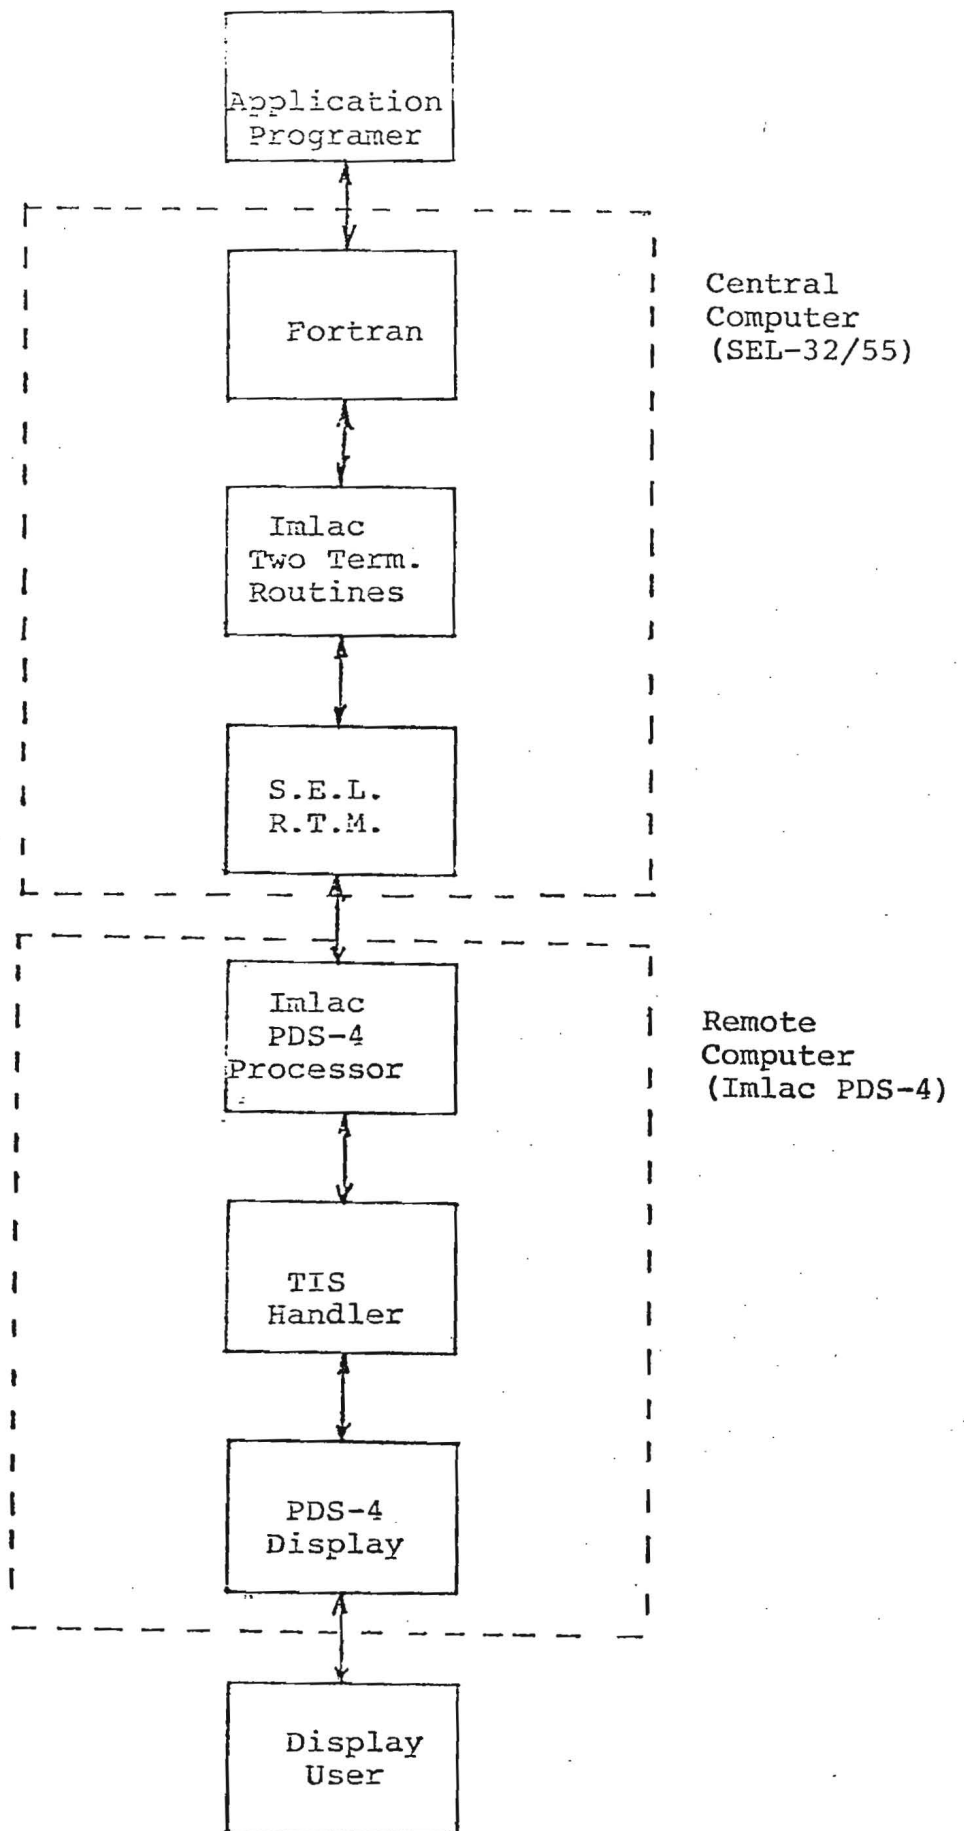 Application
Programer
Fortran
Central
Computer
(SEL-32/55)
Imlac
Two Term.
Routines
S.E.L.
R.T.M.
Imlac
PDS-4
Processor
Remote
Computer
(Imlac PDS-4)
TIS
Handler
PDS-4
Display
Display
User